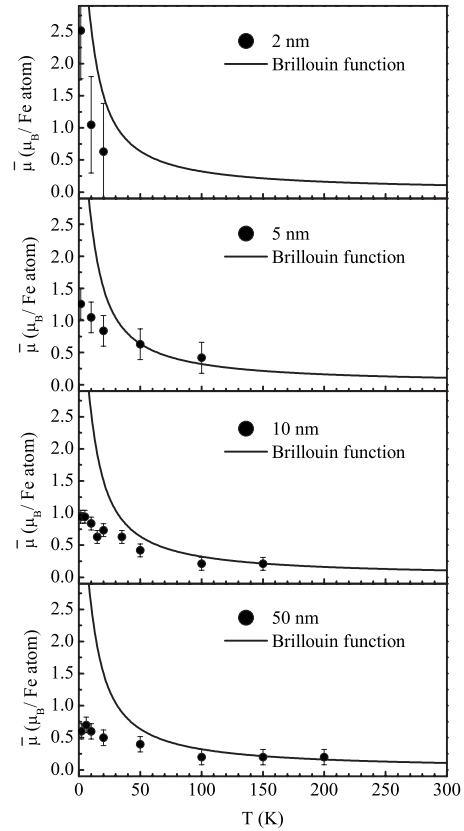 2.5
2.0
1.5
1.0
0.5
0.0
μ̄ (μ_B/ Fe atom)
2 nm
Brillouin function
2.5
2.0
1.5
1.0
0.5
0.0
μ̄ (μ_B/ Fe atom)
5 nm
Brillouin function
2.5
2.0
1.5
1.0
0.5
0.0
μ̄ (μ_B/ Fe atom)
10 nm
Brillouin function
2.5
2.0
1.5
1.0
0.5
0.0
μ̄ (μ_B/ Fe atom)
50 nm
Brillouin function
0 50 100 150 200 250 300
T (K)